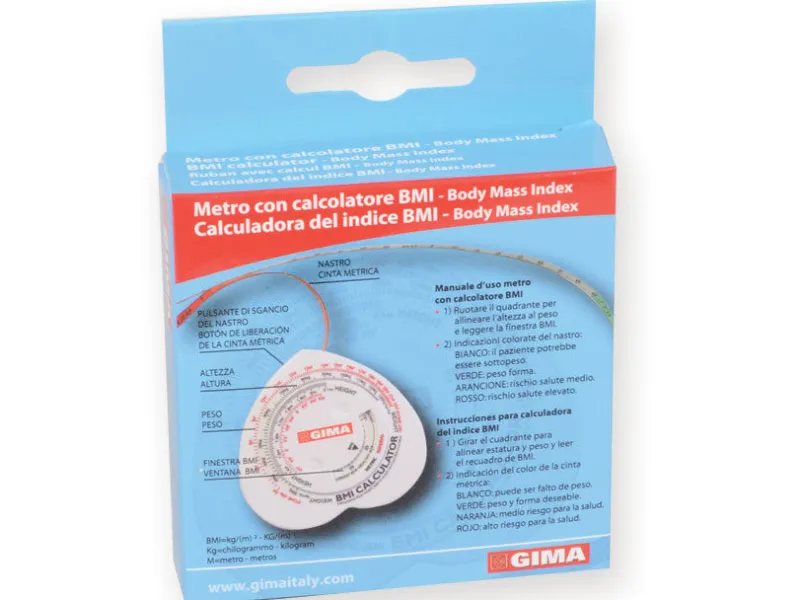 Metro con calcolatore BMI - Body Mass Index
BMI calculator - Body Mass Index
Ruban avec calcul BMI - Body Mass Index
Calculadora del indice BMI - Body Mass Index
Metro con calcolatore BMI - Body Mass Index
Calculadora del indice BMI - Body Mass Index
NASTRO
CINTA METRICA
PULSANTE DI SGANCIO
DEL NASTRO
BOTÓN DE LIBERACIÓN
DE LA CINTA MÉTRICA
ALTEZZA
ALTURA
PESO
PESO
FINESTRA BMI
VENTANA BMI
HEIGHT
GIMA
WEIGHT
BMI CALCULATOR
BMI=kg/(m)² - KG/(m)
Kg=chilogrammo - kilogram
M=metro - metros
Manuale d'uso metro
con calcolatore BMI
• 1) Ruotare il quadrante per
allineare l'altezza al peso
e leggere la finestra BMI.
• 2) Indicazioni colorate del nastro:
BIANCO: il paziente potrebbe
essere sottopeso.
VERDE: peso forma.
ARANCIONE: rischio salute medio.
ROSSO: rischio salute elevato.
Instrucciones para calculadora
del indice BMI
• 1 ) Girar el cuadrante para
alinear estatura y peso y leer
el recuadro de BMI.
• 2) Indicación del color de la cinta
métrica:
BLANCO: puede ser falto de peso.
VERDE: peso y forma deseable.
NARANJA: medio riesgo para la salud.
ROJO: alto riesgo para la salud.
GIMA
www.gimaitaly.com